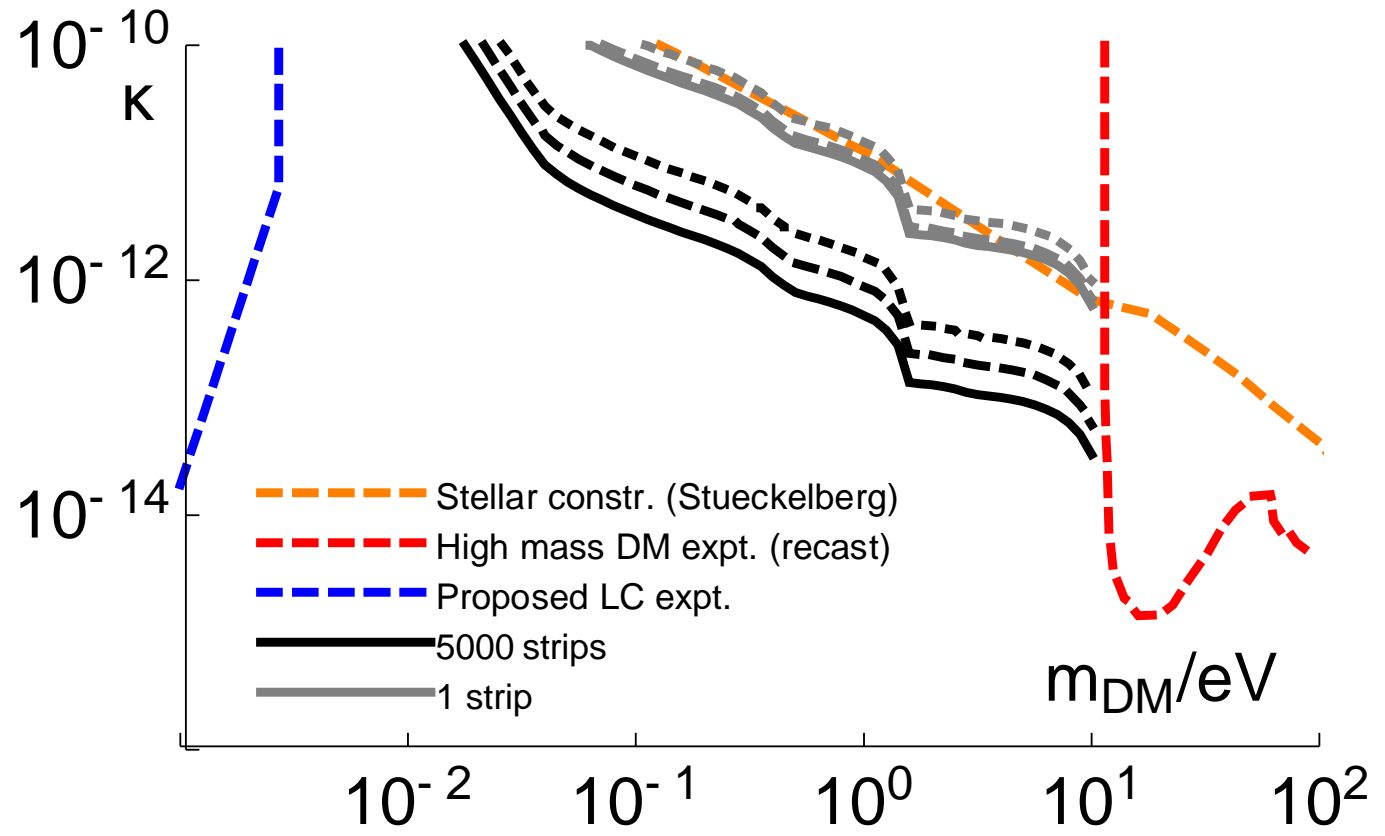 10⁻¹⁰
κ
10⁻¹²
10⁻¹⁴
Stellar constr. (Stueckelberg)
High mass DM expt. (recast)
Proposed LC expt.
5000 strips
1 strip
m_DM/eV
10⁻² 10⁻¹ 10⁰ 10¹ 10²